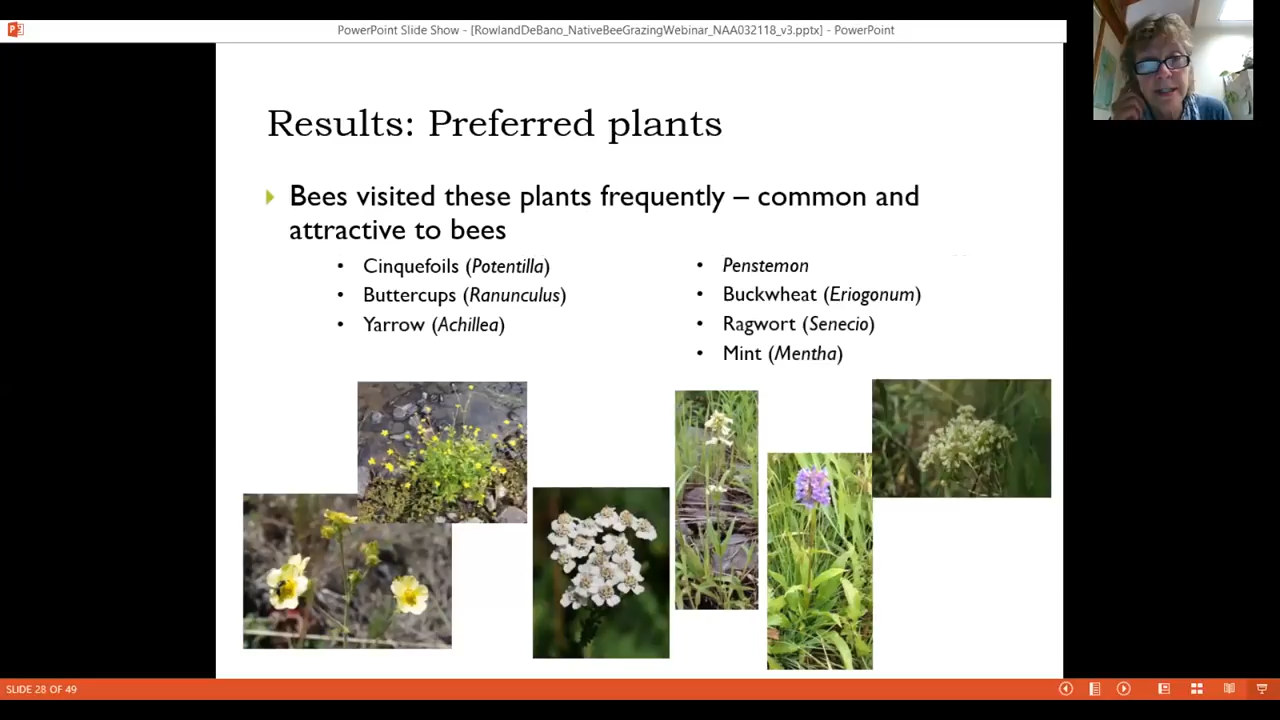 PowerPoint Slide Show - [RowlandDeBano_NativeBeeGrazingWebinar_NAA032118_v3.pptx] - PowerPoint
Results: Preferred plants
Bees visited these plants frequently – common and
attractive to bees
• Cinquefoils (Potentilla)
• Buttercups (Ranunculus)
• Yarrow (Achillea)
• Penstemon
• Buckwheat (Eriogonum)
• Ragwort (Senecio)
• Mint (Mentha)
SLIDE 28 OF 49